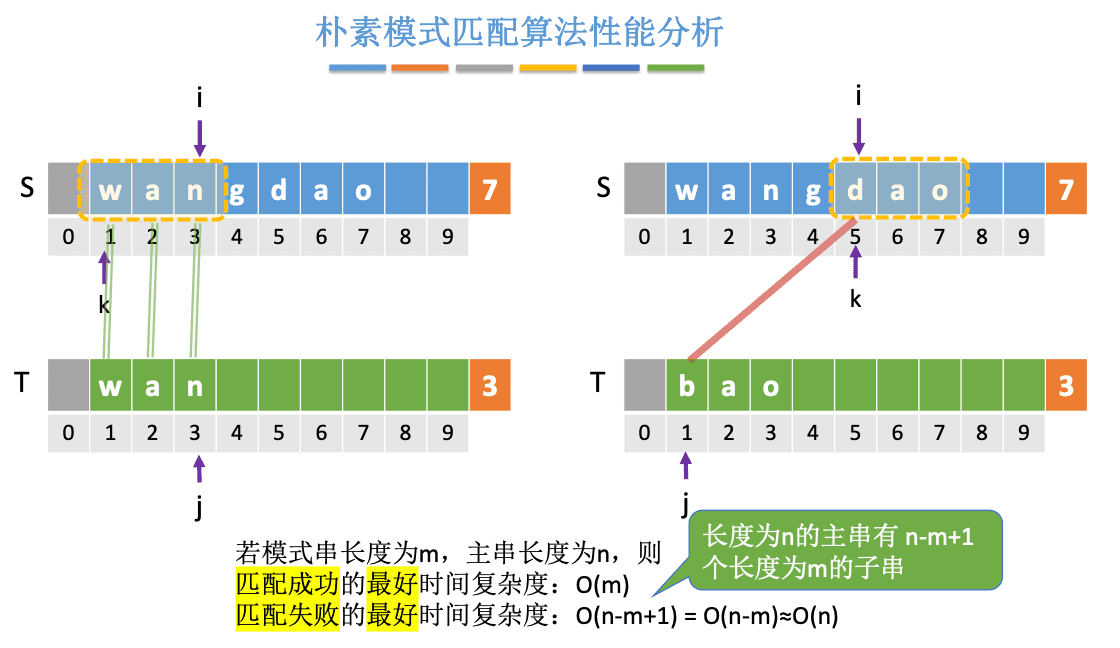 朴素模式匹配算法性能分析
i
S w a n g d a o 7
0 1 2 3 4 5 6 7 8 9
k
T w a n 3
0 1 2 3 4 5 6 7 8 9
j
i
S w a n g d a o 7
0 1 2 3 4 5 6 7 8 9
k
T b a o 3
0 1 2 3 4 5 6 7 8 9
j
长度为n的主串有 n-m+1
个长度为m的子串
若模式串长度为m，主串长度为n，则
匹配成功的最好时间复杂度：O(m)
匹配失败的最好时间复杂度：O(n-m+1) = O(n-m)≈O(n)